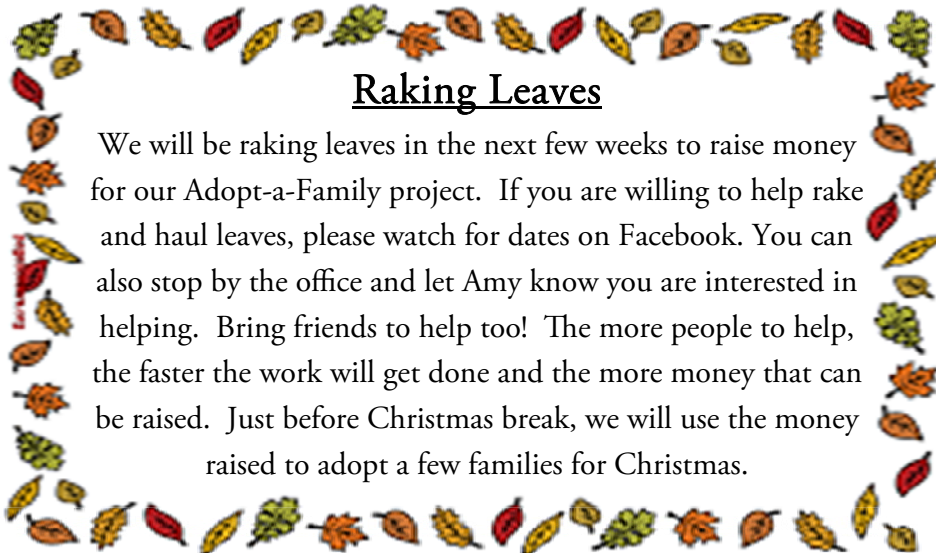 Raking Leaves
We will be raking leaves in the next few weeks to raise money
for our Adopt-a-Family project.  If you are willing to help rake
and haul leaves, please watch for dates on Facebook. You can
also stop by the office and let Amy know you are interested in
helping.  Bring friends to help too!  The more people to help,
the faster the work will get done and the more money that can
be raised.  Just before Christmas break, we will use the money
raised to adopt a few families for Christmas.